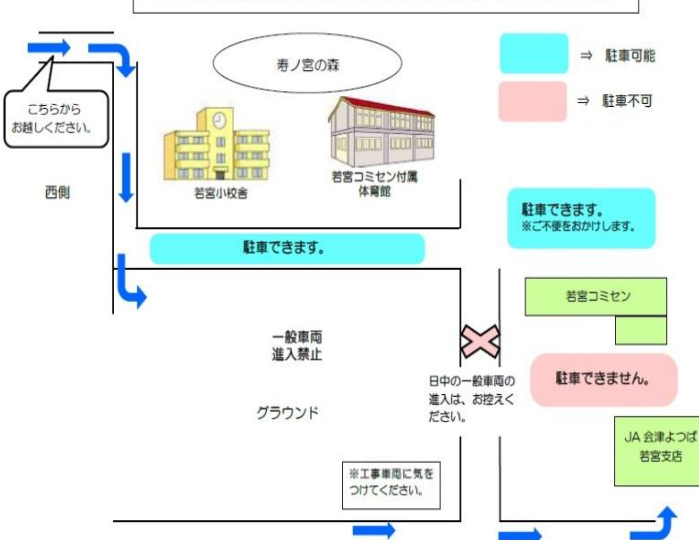 寿ノ宮の森
⇒ 駐車可能
⇒ 駐車不可
こちらから
お越しください。
西側
若宮小校舎
若宮コミセン付属
体育館
駐車できます。
※ご不便をおかけします。
駐車できます。
若宮コミセン
一般車両
進入禁止
日中の一般車両の
進入は、お控えく
ださい。
駐車できません。
グラウンド
JA 会津よつば
若宮支店
※工事車両に気を
つけてください。